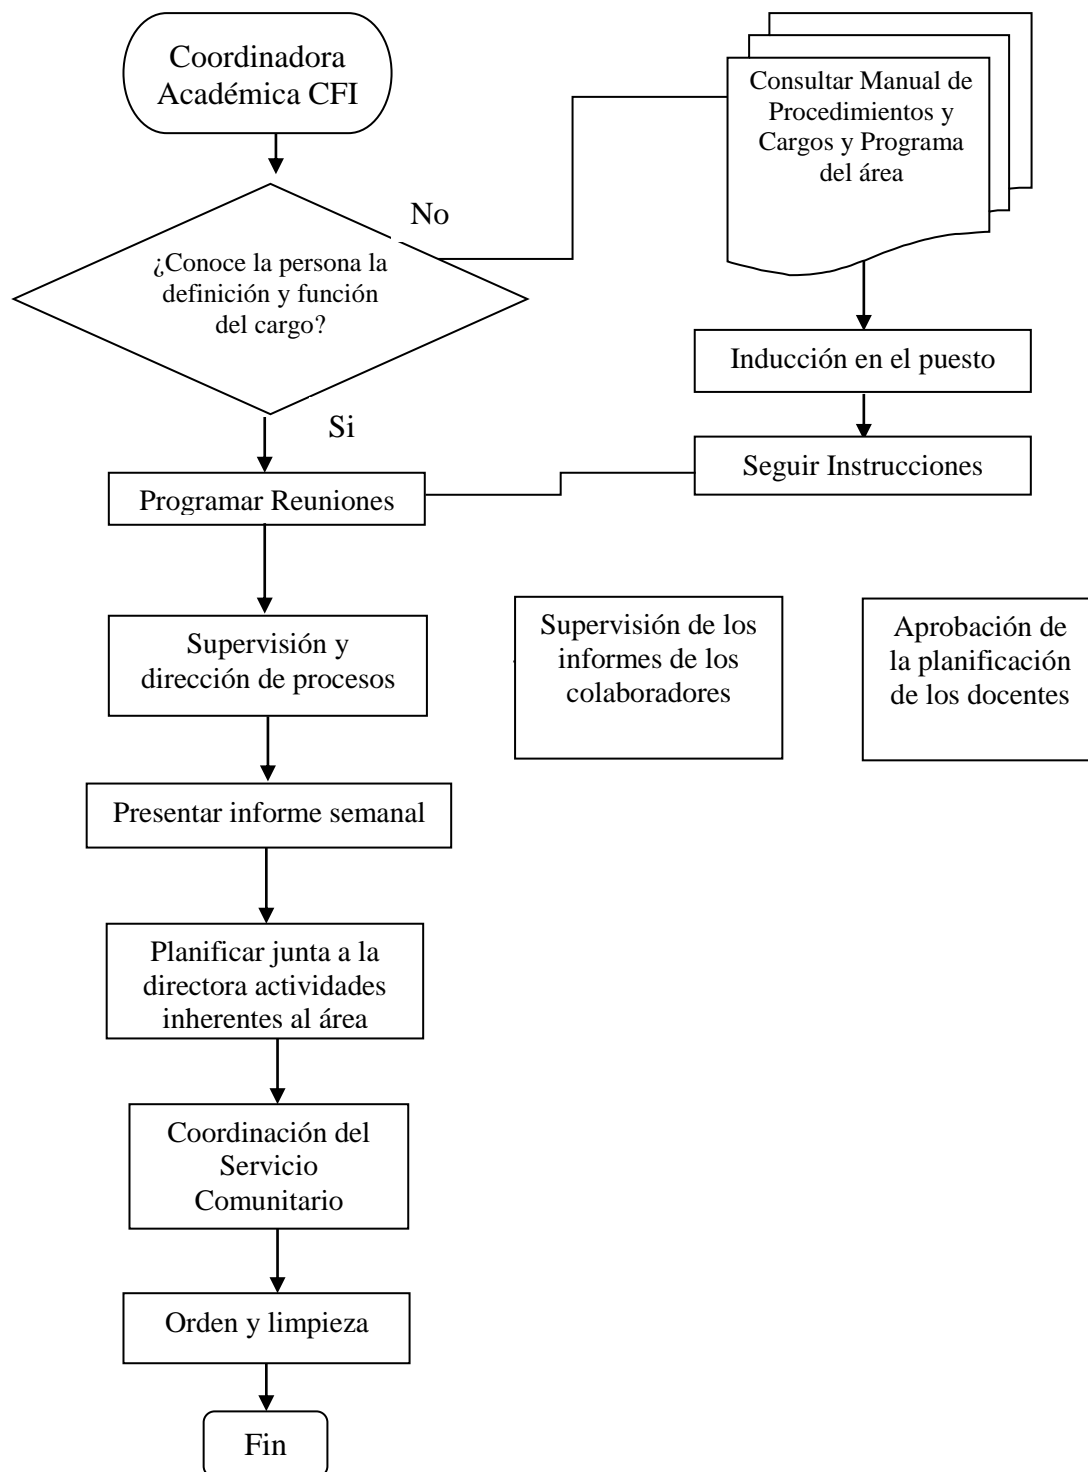 Coordinadora
Académica CFI
Consultar Manual de
Procedimientos y
Cargos y Programa
del área
No
¿Conoce la persona la
definición y función
del cargo?
Inducción en el puesto
Si
Seguir Instrucciones
Programar Reuniones
Supervisión y
dirección de procesos
Supervisión de los
informes de los
colaboradores
Aprobación de
la planificación
de los docentes
Presentar informe semanal
Planificar junta a la
directora actividades
inherentes al área
Coordinación del
Servicio
Comunitario
Orden y limpieza
Fin